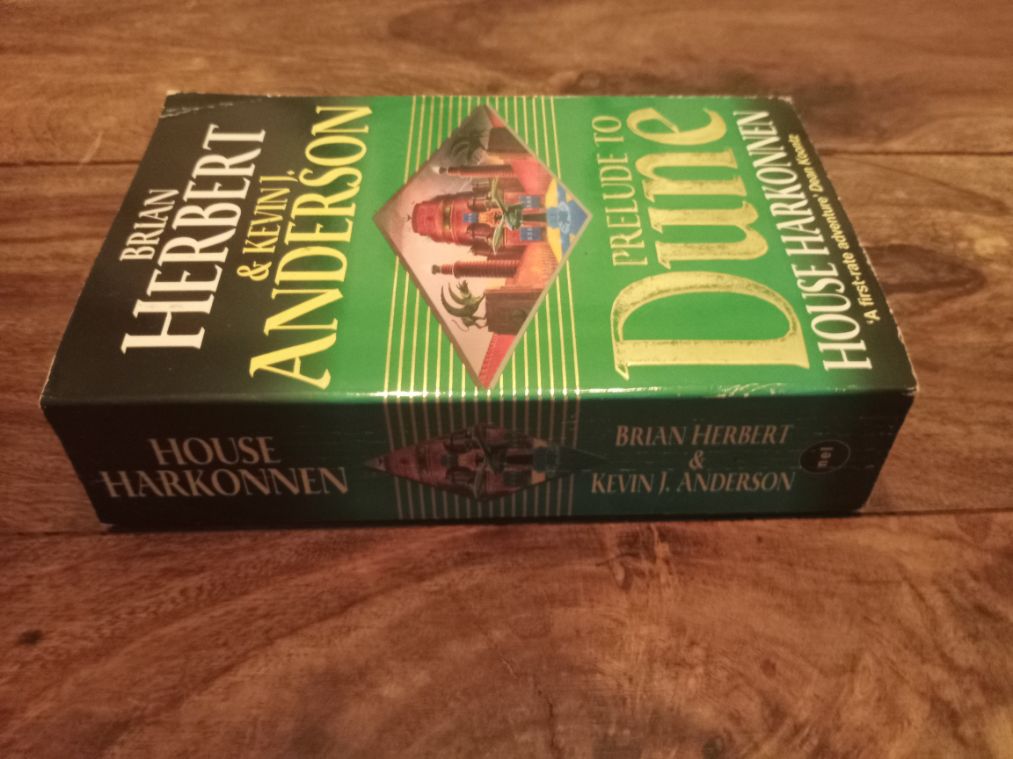 BRIAN
HERBERT
& KEVIN J.
ANDERSON
PRELUDE TO
Dune
HOUSE HARKONNEN
'A first-rate adventure' Dean Koontz
HOUSE
HARKONNEN
BRIAN HERBERT
&
KEVIN J. ANDERSON
nel